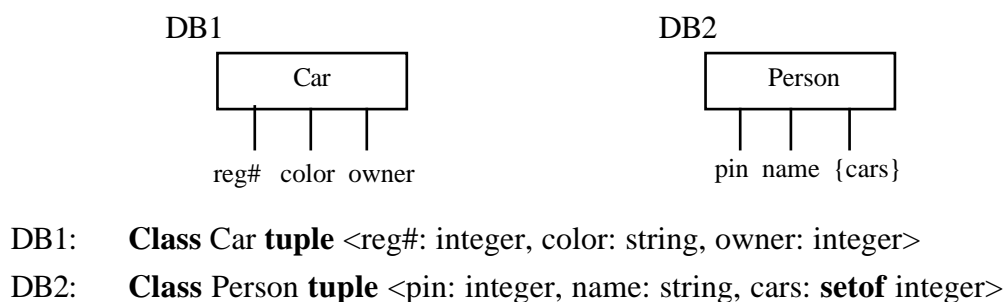 DB1 DB2
Car Person
reg# color owner pin name {cars}
DB1: Class Car tuple <reg#: integer, color: string, owner: integer>
DB2: Class Person tuple <pin: integer, name: string, cars: setof integer>